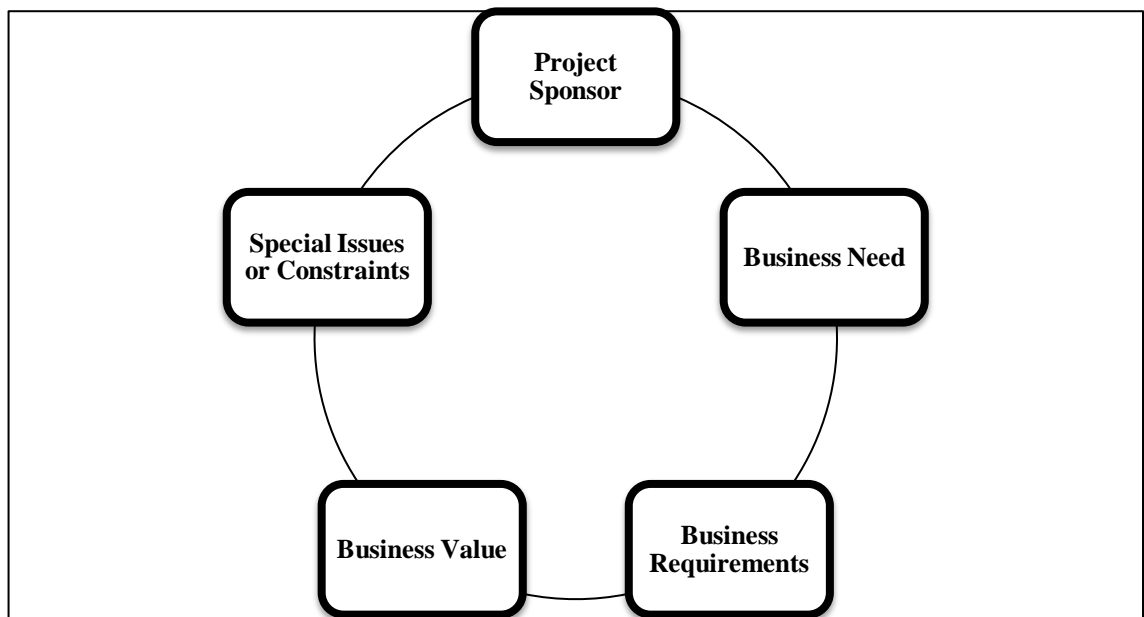 Project
Sponsor
Business Need
Business
Requirements
Business Value
Special Issues
or Constraints